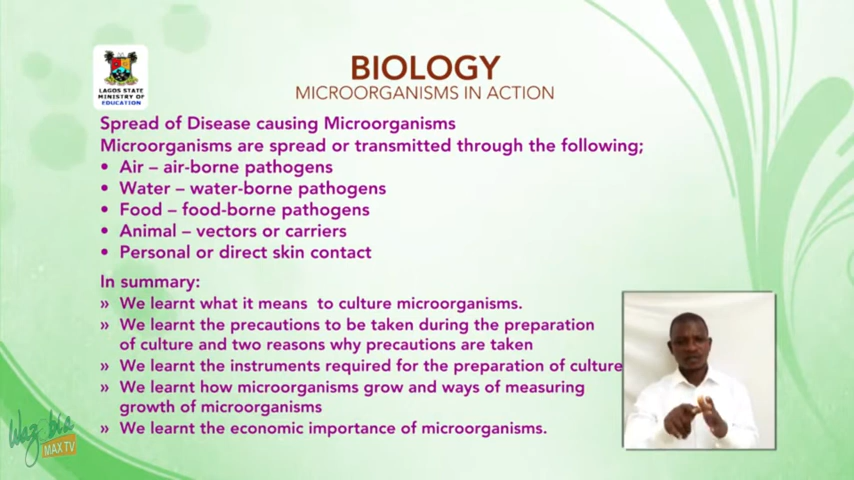 BIOLOGY
MICROORGANISMS IN ACTION
LAGOS STATE
MINISTRY OF
EDUCATION
Spread of Disease causing Microorganisms
Microorganisms are spread or transmitted through the following;
• Air – air-borne pathogens
• Water – water-borne pathogens
• Food – food-borne pathogens
• Animal – vectors or carriers
• Personal or direct skin contact
In summary:
» We learnt what it means to culture microorganisms.
» We learnt the precautions to be taken during the preparation
of culture and two reasons why precautions are taken
» We learnt the instruments required for the preparation of culture
» We learnt how microorganisms grow and ways of measuring
growth of microorganisms
» We learnt the economic importance of microorganisms.
Wazobia
MAX TV